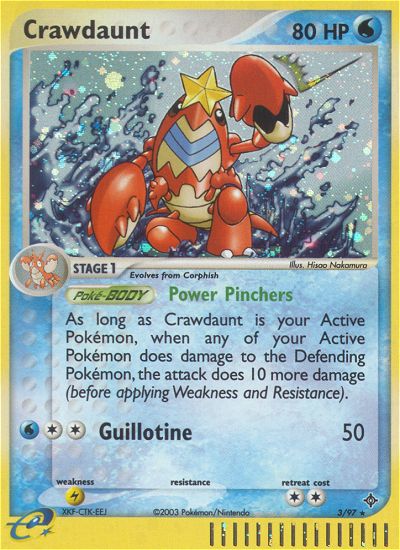 Crawdaunt 80 HP
Illus. Hisao Nakamura
STAGE 1
Evolves from Corphish
Poké-BODY Power Pinchers
As long as Crawdaunt is your Active
Pokémon, when any of your Active
Pokémon does damage to the Defending
Pokémon, the attack does 10 more damage
(before applying Weakness and Resistance).
Guillotine 50
weakness resistance retreat cost
XKF-CTK-EEJ ©2003 Pokémon/Nintendo 3/97 ★
e